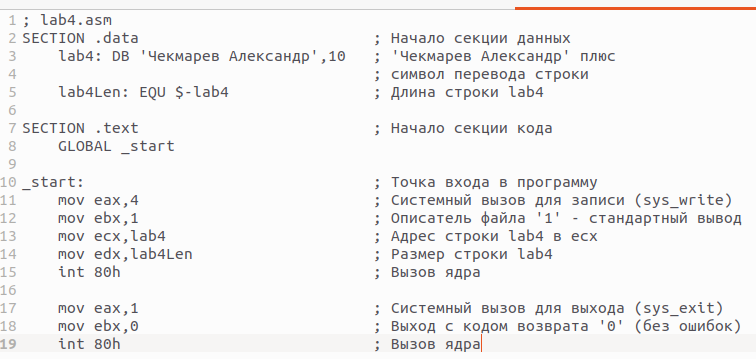 1 ; lab4.asm
2 SECTION .data ; Начало секции данных
3 lab4: DB 'Чекмарев Александр',10 ; 'Чекмарев Александр' плюс
4 ; символ перевода строки
5 lab4Len: EQU $-lab4 ; Длина строки lab4
6
7 SECTION .text ; Начало секции кода
8 GLOBAL _start
9
10 _start: ; Точка входа в программу
11 mov eax,4 ; Системный вызов для записи (sys_write)
12 mov ebx,1 ; Описатель файла '1' - стандартный вывод
13 mov ecx,lab4 ; Адрес строки lab4 в ecx
14 mov edx,lab4Len ; Размер строки lab4
15 int 80h ; Вызов ядра
16
17 mov eax,1 ; Системный вызов для выхода (sys_exit)
18 mov ebx,0 ; Выход с кодом возврата '0' (без ошибок)
19 int 80h ; Вызов ядра